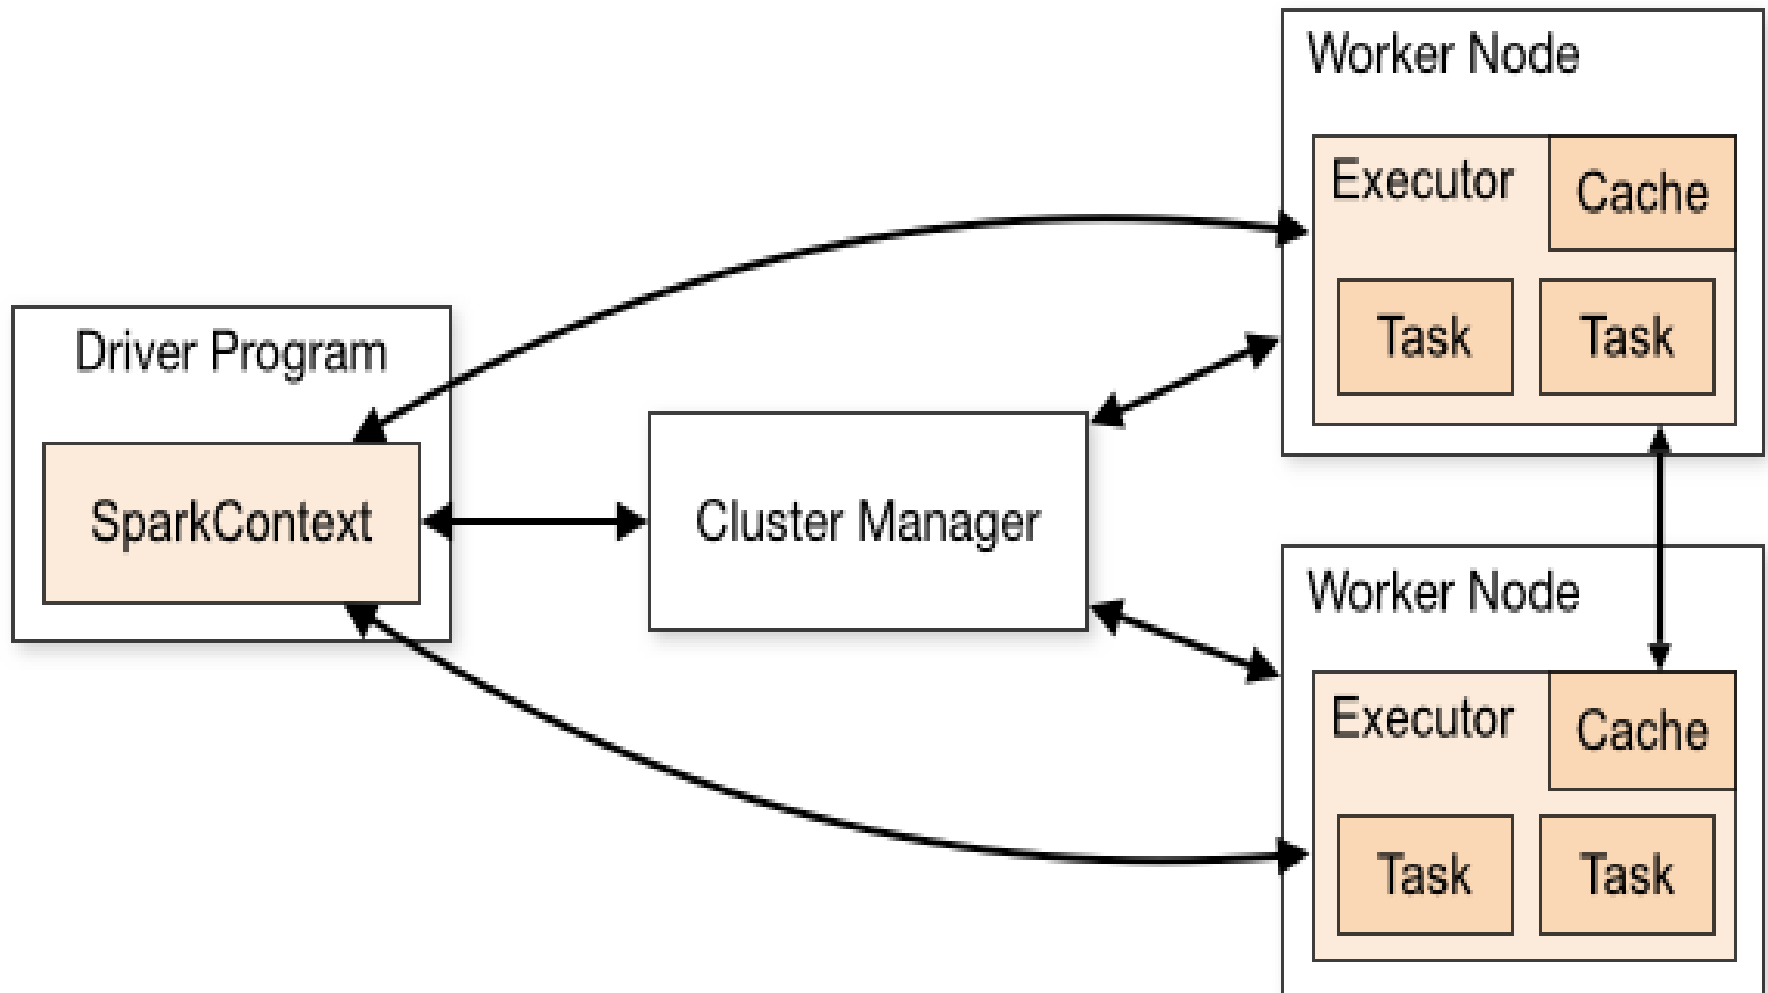 Worker Node
Executor
Cache
Task
Task
Driver Program
SparkContext
Cluster Manager
Worker Node
Executor
Cache
Task
Task